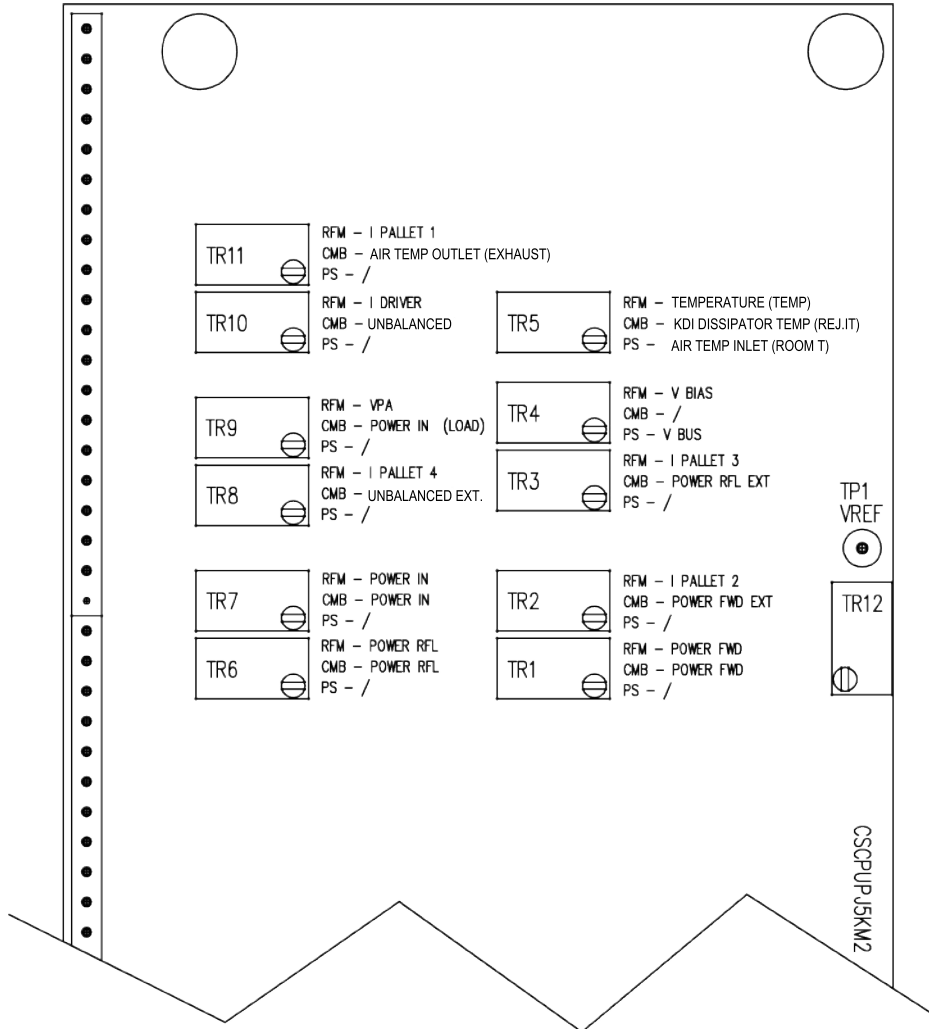 TR11
RFM - I PALLET 1
CMB - AIR TEMP OUTLET (EXHAUST)
PS - /
TR10
RFM - I DRIVER
CMB - UNBALANCED
PS - /
TR5
RFM - TEMPERATURE (TEMP)
CMB - KDI DISSIPATOR TEMP (REJ.IT)
PS - AIR TEMP INLET (ROOM T)
TR9
RFM - VPA
CMB - POWER IN (LOAD)
PS - /
TR4
RFM - V BIAS
CMB - /
PS - V BUS
TR8
RFM - I PALLET 4
CMB - UNBALANCED EXT.
PS - /
TR3
RFM - I PALLET 3
CMB - POWER RFL EXT
PS - /
TP1
VREF
TR7
RFM - POWER IN
CMB - POWER IN
PS - /
TR2
RFM - I PALLET 2
CMB - POWER FWD EXT
PS - /
TR12
TR6
RFM - POWER RFL
CMB - POWER RFL
PS - /
TR1
RFM - POWER FWD
CMB - POWER FWD
PS - /
CSCPUPJ5KM2